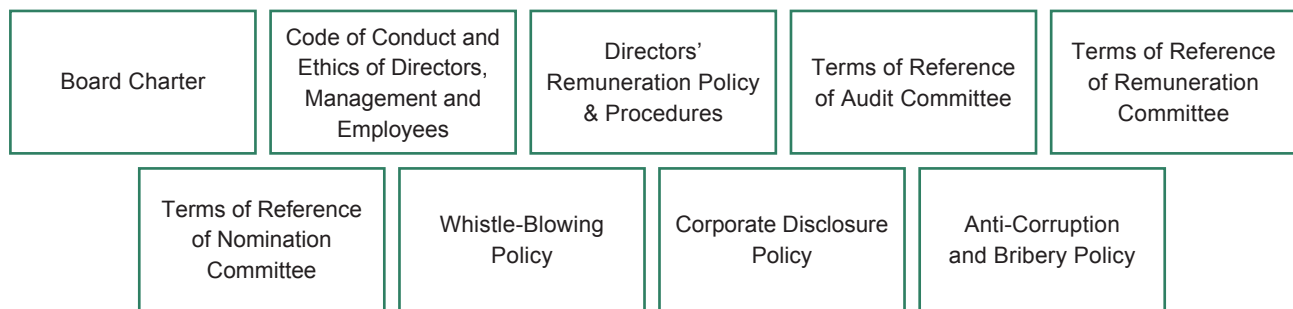 Board Charter
Code of Conduct and
Ethics of Directors,
Management and
Employees
Directors’
Remuneration Policy
& Procedures
Terms of Reference
of Audit Committee
Terms of Reference
of Remuneration
Committee
Terms of Reference
of Nomination
Committee
Whistle-Blowing
Policy
Corporate Disclosure
Policy
Anti-Corruption
and Bribery Policy